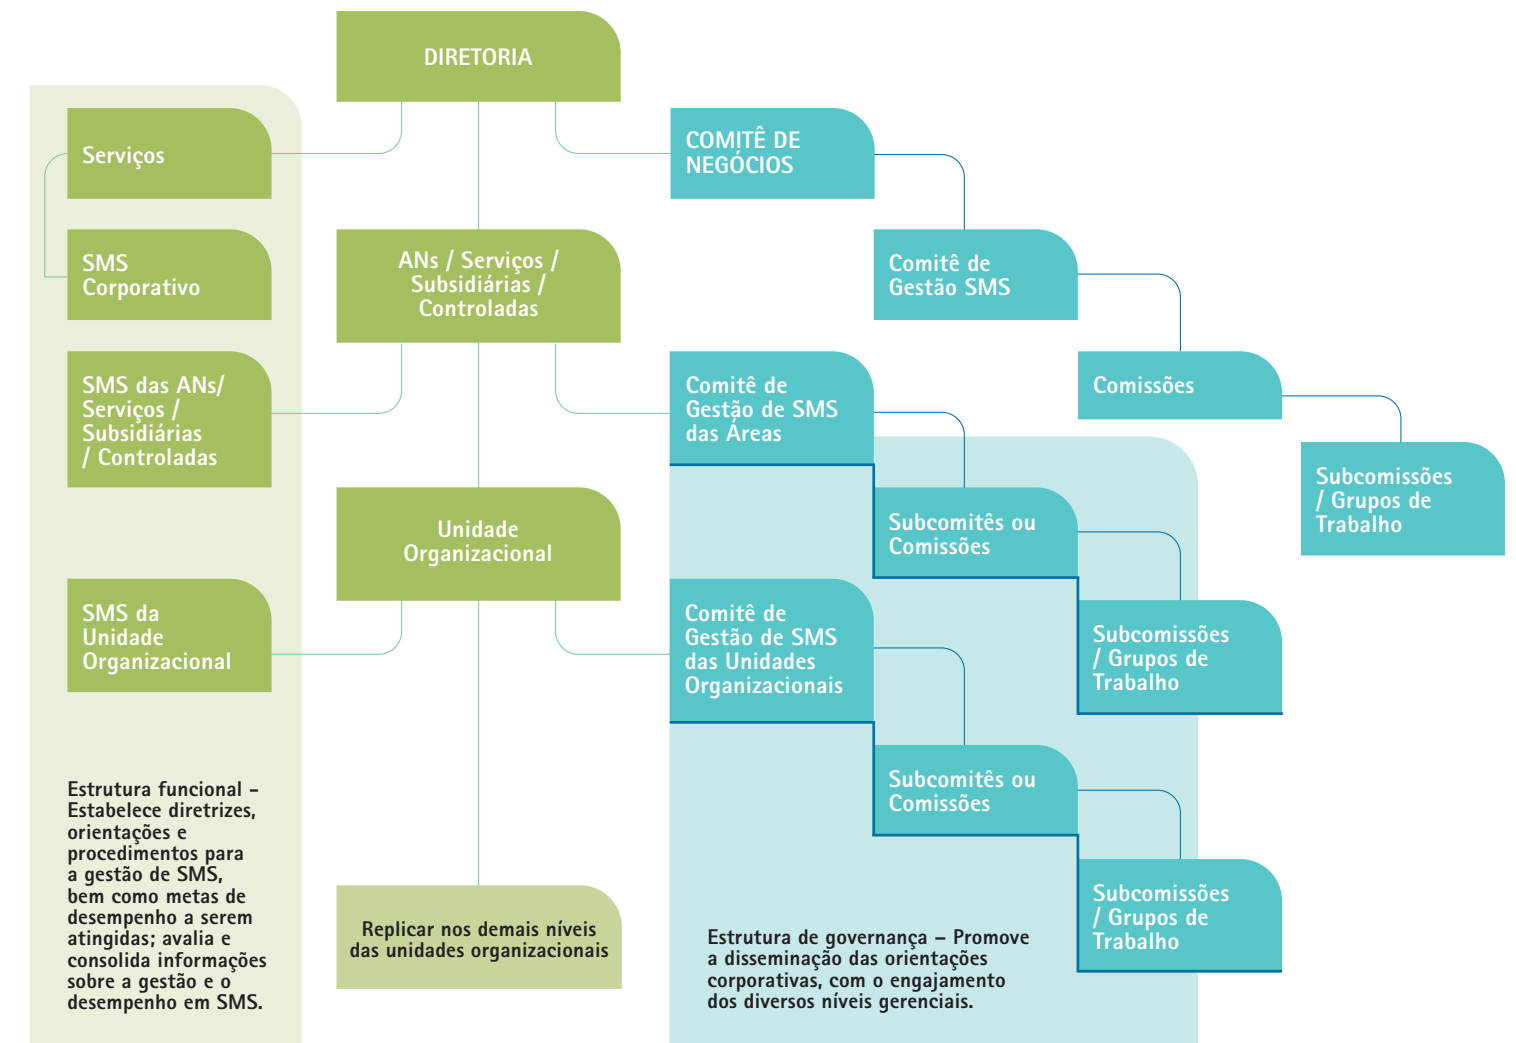 DIRETORIA
Serviços
COMITÊ DE
NEGÓCIOS
SMS
Corporativo
ANs / Serviços /
Subsidiárias /
Controladas
Comitê de
Gestão SMS
SMS das ANs/
Serviços /
Subsidiárias
/ Controladas
Comitê de
Gestão de SMS
das Áreas
Comissões
Subcomissões
/ Grupos de
Trabalho
Unidade
Organizacional
Subcomitês ou
Comissões
SMS da
Unidade
Organizacional
Comitê de
Gestão de SMS
das Unidades
Organizacionais
Subcomissões
/ Grupos de
Trabalho
Subcomitês ou
Comissões
Subcomissões
/ Grupos de
Trabalho
Estrutura funcional –
Estabelece diretrizes,
orientações e
procedimentos para
a gestão de SMS,
bem como metas de
desempenho a serem
atingidas; avalia e
consolida informações
sobre a gestão e o
desempenho em SMS.
Replicar nos demais níveis
das unidades organizacionais
Estrutura de governança – Promove
a disseminação das orientações
corporativas, com o engajamento
dos diversos níveis gerenciais.